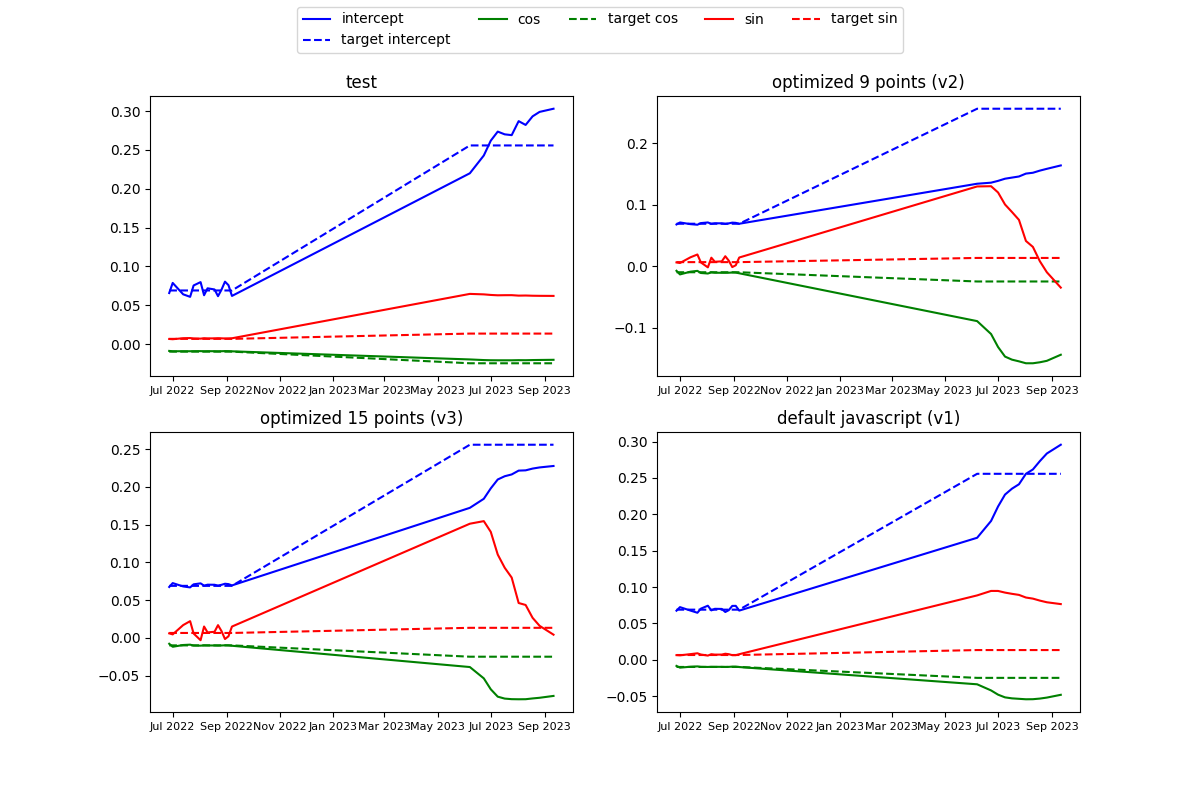 intercept cos target cos sin target sin
target intercept
test
0.30
0.25
0.20
0.15
0.10
0.05
0.00
Jul 2022 Sep 2022 Nov 2022 Jan 2023 Mar 2023 May 2023 Jul 2023 Sep 2023
optimized 9 points (v2)
0.2
0.1
0.0
−0.1
Jul 2022 Sep 2022 Nov 2022 Jan 2023 Mar 2023 May 2023 Jul 2023 Sep 2023
optimized 15 points (v3)
0.25
0.20
0.15
0.10
0.05
0.00
−0.05
Jul 2022 Sep 2022 Nov 2022 Jan 2023 Mar 2023 May 2023 Jul 2023 Sep 2023
default javascript (v1)
0.30
0.25
0.20
0.15
0.10
0.05
0.00
−0.05
Jul 2022 Sep 2022 Nov 2022 Jan 2023 Mar 2023 May 2023 Jul 2023 Sep 2023